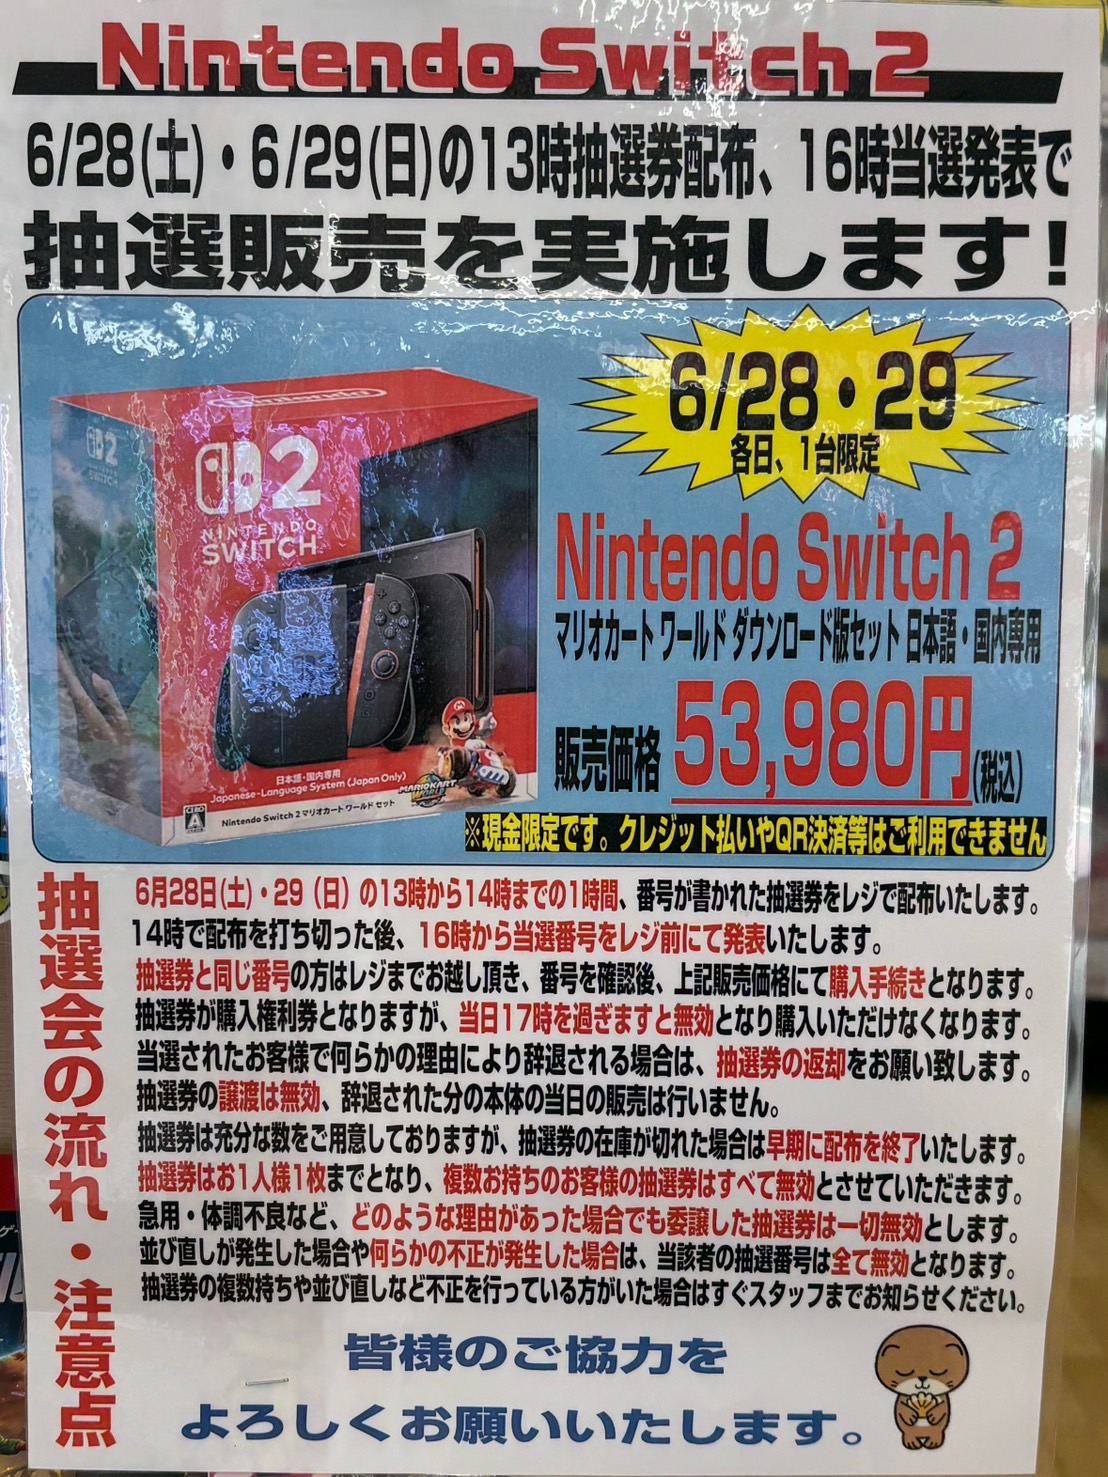 Nintendo Switch 2
6/28(土)・6/29(日)の13時抽選券配布、16時当選発表で
抽選販売を実施します!
6/28・29
各日、1台限定
2
NINTENDO
SWITCH
日本語・国内専用
Japanese-Language System (Japan Only)
Nintendo Switch 2 マリオカート ワールド セット
MARIOKART
WORLD
CERO
A
Nintendo Switch 2
マリオカート ワールド ダウンロード版セット 日本語・国内専用
販売価格 53,980円(税込)
※現金限定です。クレジット払いやQR決済等はご利用できません
抽選会の流れ・注意点
6月28日(土)・29(日)の13時から14時までの1時間、番号が書かれた抽選券をレジで配布いたします。
14時で配布を打ち切った後、16時から当選番号をレジ前にて発表いたします。
抽選券と同じ番号の方はレジまでお越し頂き、番号を確認後、上記販売価格にて購入手続きとなります。
抽選券が購入権利券となりますが、当日17時を過ぎますと無効となり購入いただけなくなります。
当選されたお客様で何らかの理由により辞退される場合は、抽選券の返却をお願い致します。
抽選券の譲渡は無効、辞退された分の本体の当日の販売は行いません。
抽選券は充分な数をご用意しておりますが、抽選券の在庫が切れた場合は早期に配布を終了いたします。
抽選券はお1人様1枚までとなり、複数お持ちのお客様の抽選券はすべて無効とさせていただきます。
急用・体調不良など、どのような理由があった場合でも委譲した抽選券は一切無効とします。
並び直しが発生した場合や何らかの不正が発生した場合は、当該者の抽選番号は全て無効となります。
抽選券の複数持ちや並び直しなど不正を行っている方がいた場合はすぐスタッフまでお知らせください。
皆様のご協力を
よろしくお願いいたします。